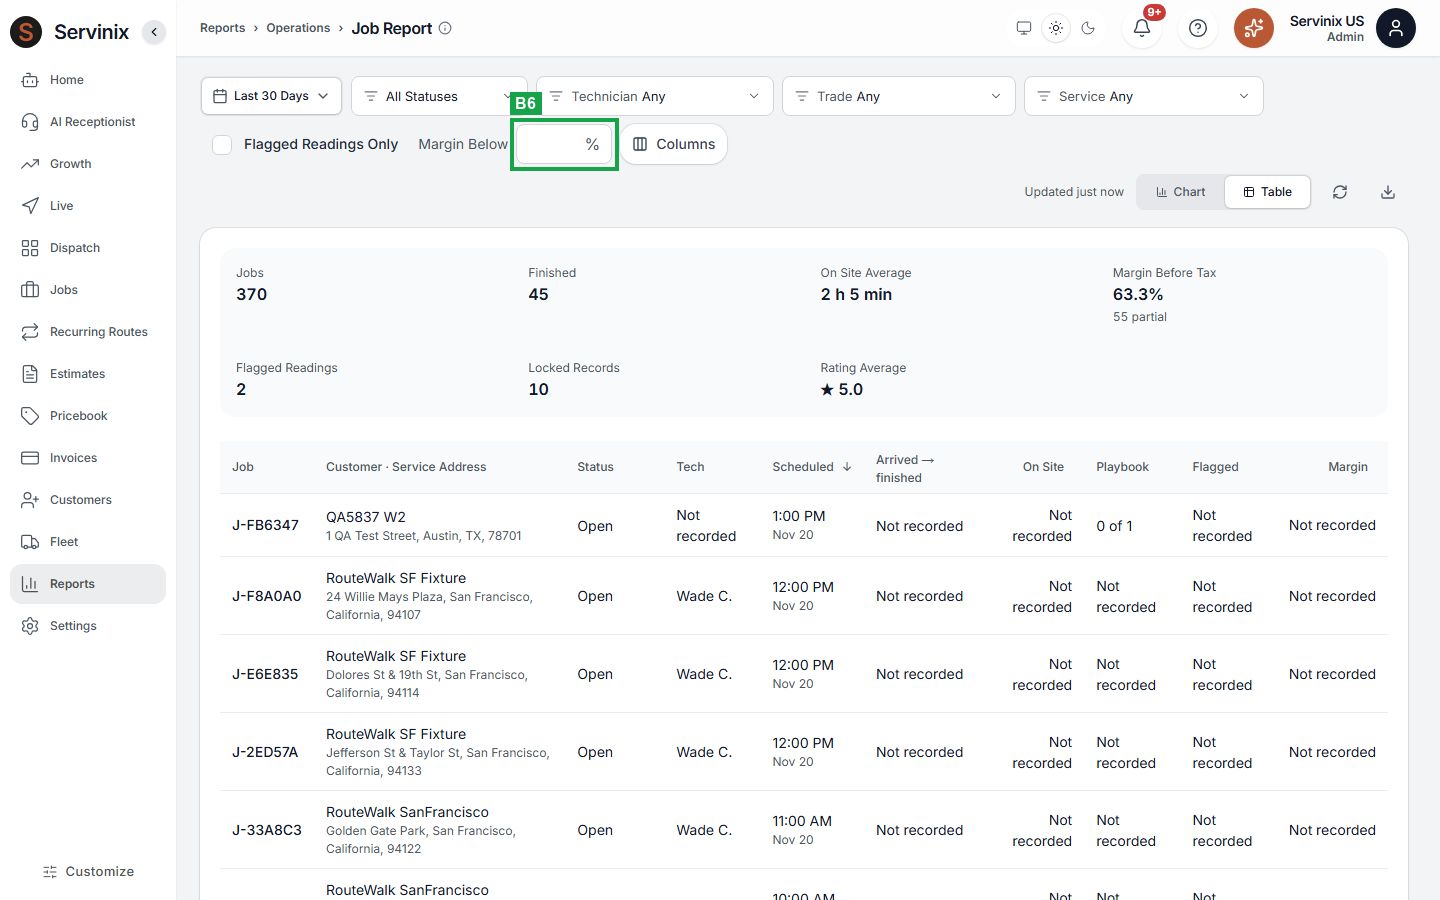 Servinix
Reports › Operations › Job Report
9+
Servinix US
Admin
Home
AI Receptionist
Growth
Live
Dispatch
Jobs
Recurring Routes
Estimates
Pricebook
Invoices
Customers
Fleet
Reports
Settings
Customize
Last 30 Days
All Statuses
Technician Any
Trade Any
Service Any
B6
Flagged Readings Only
Margin Below
%
Columns
Updated just now
Chart
Table
Jobs
370
Finished
45
On Site Average
2 h 5 min
Margin Before Tax
63.3%
55 partial
Flagged Readings
2
Locked Records
10
Rating Average
★ 5.0
Job Customer · Service Address Status Tech Scheduled ↓ Arrived → finished On Site Playbook Flagged Margin
J-FB6347
QA5837 W2
1 QA Test Street, Austin, TX, 78701
Open
Not recorded
1:00 PM
Nov 20
Not recorded
Not recorded
0 of 1
Not recorded
Not recorded
J-F8A0A0
RouteWalk SF Fixture
24 Willie Mays Plaza, San Francisco,
California, 94107
Open
Wade C.
12:00 PM
Nov 20
Not recorded
Not recorded
Not recorded
Not recorded
Not recorded
J-E6E835
RouteWalk SF Fixture
Dolores St & 19th St, San Francisco,
California, 94114
Open
Wade C.
12:00 PM
Nov 20
Not recorded
Not recorded
Not recorded
Not recorded
Not recorded
J-2ED57A
RouteWalk SF Fixture
Jefferson St & Taylor St, San Francisco,
California, 94133
Open
Wade C.
12:00 PM
Nov 20
Not recorded
Not recorded
Not recorded
Not recorded
Not recorded
J-33A8C3
RouteWalk SanFrancisco
Golden Gate Park, San Francisco,
California, 94122
Open
Wade C.
11:00 AM
Nov 20
Not recorded
Not recorded
Not recorded
Not recorded
Not recorded
RouteWalk SanFrancisco
10:00 AM
Not
Not
Not